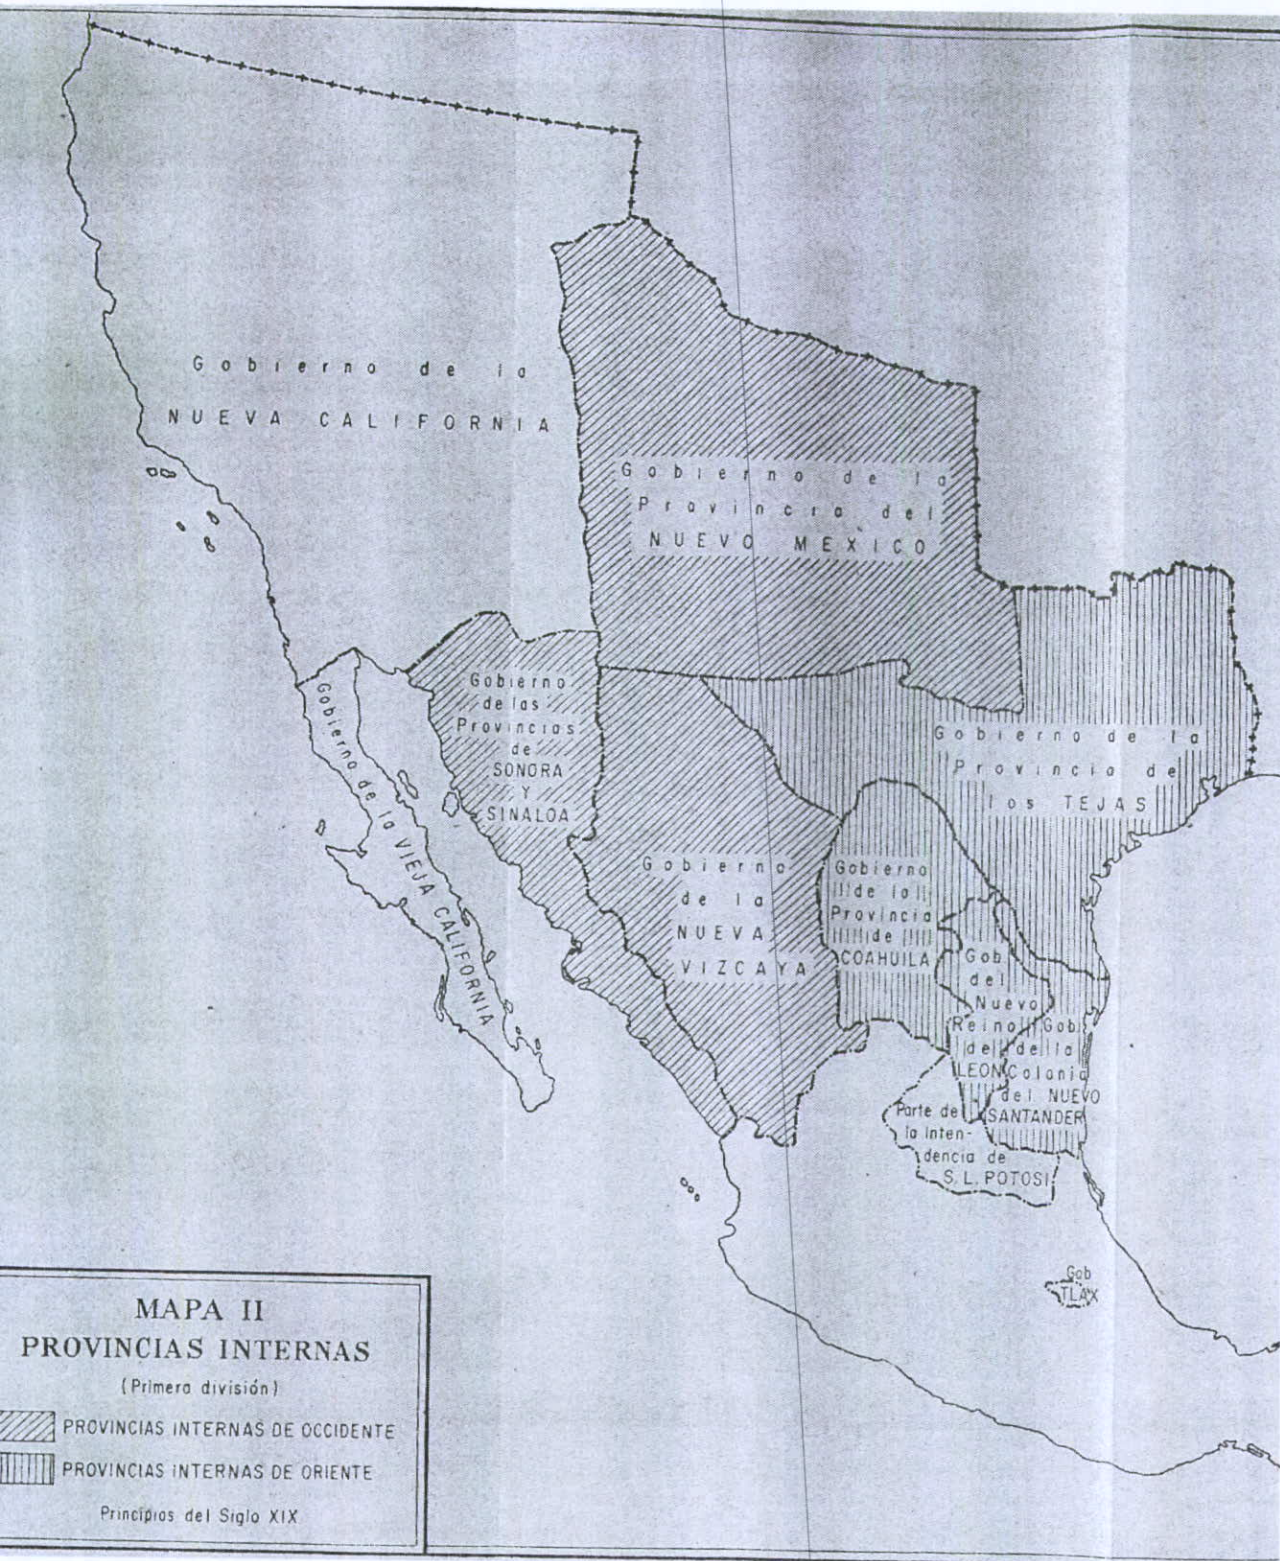 Gobierno de la
NUEVA CALIFORNIA
Gobierno de la
Provincia del
NUEVO MEXICO
Gobierno
de las
Provincias
de
SONORA
Y
SINALOA
Gobierno de la VIEJA CALIFORNIA
Gobierno de la
Provincia de
los TEJAS
Gobierno
de la
NUEVA
VIZCAYA
Gobierno
de la
Provincia
de
COAHUILA
Gob.
del
Nuevo
Reino
del
LEON
Gob.
de la
Colonia
del NUEVO
SANTANDER
Parte de
la Inten-
dencia de
S. L. POTOSI
Gob
TLAX
MAPA II
PROVINCIAS INTERNAS
(Primera división)
PROVINCIAS INTERNAS DE OCCIDENTE
PROVINCIAS INTERNAS DE ORIENTE
Principios del Siglo XIX